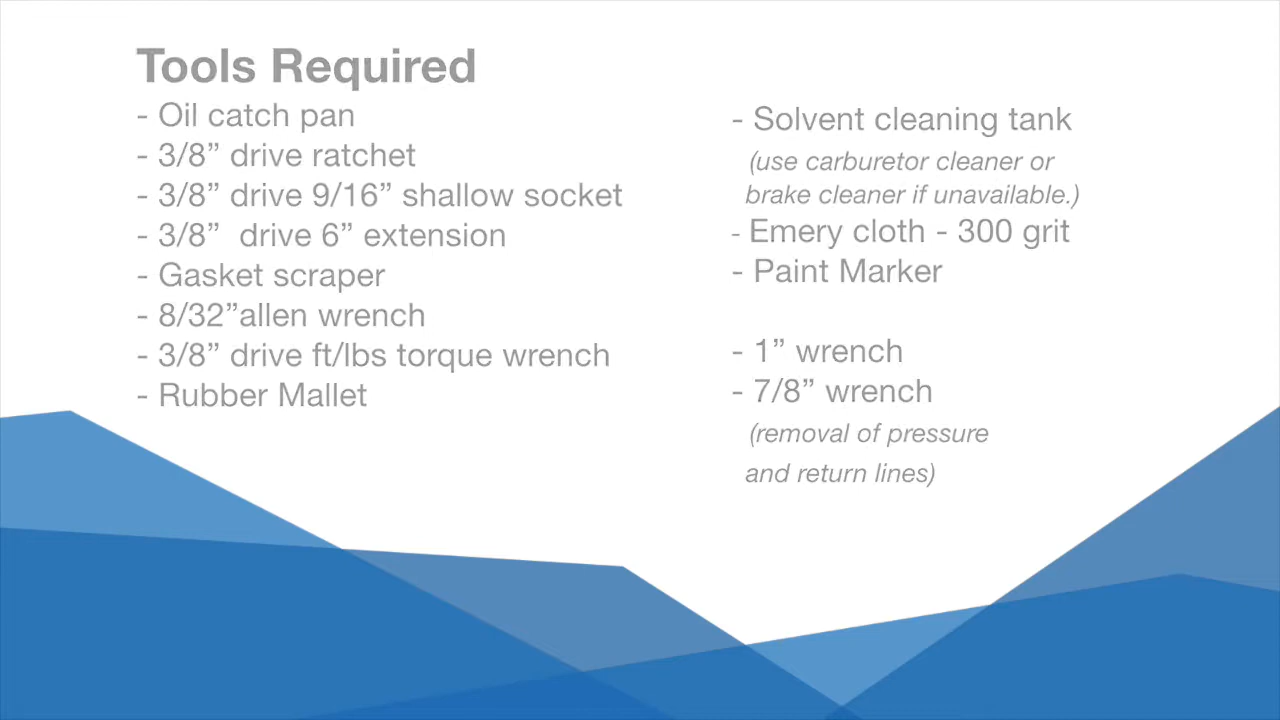 Tools Required
- Oil catch pan
- 3/8” drive ratchet
- 3/8” drive 9/16” shallow socket
- 3/8”  drive 6” extension
- Gasket scraper
- 8/32”allen wrench
- 3/8” drive ft/lbs torque wrench
- Rubber Mallet
- Solvent cleaning tank
(use carburetor cleaner or
brake cleaner if unavailable.)
- Emery cloth - 300 grit
- Paint Marker
- 1” wrench
- 7/8” wrench
(removal of pressure
and return lines)